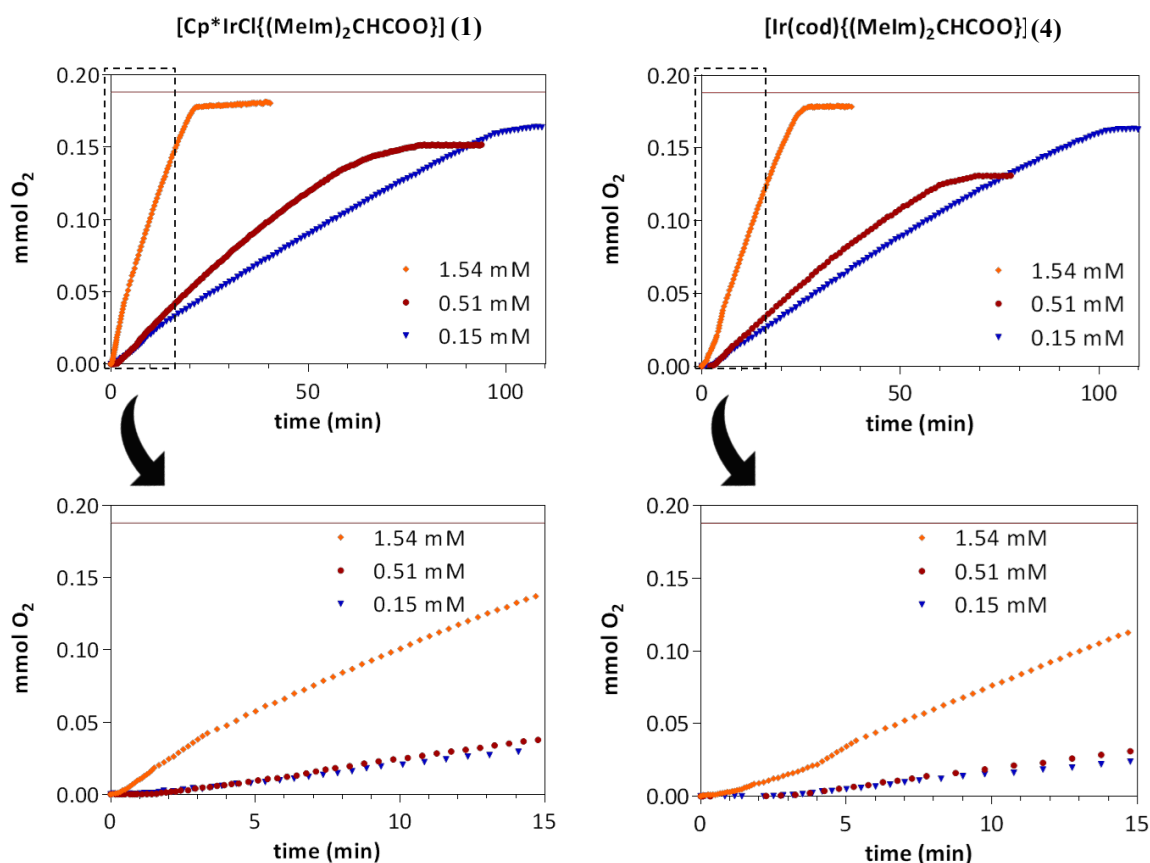 [Cp*IrCl{(MeIm)₂CHCOO}] (1)
0.20
0.15
0.10
0.05
0.00
mmol O₂
1.54 mM
0.51 mM
0.15 mM
0 50 100
time (min)
[Ir(cod){(MeIm)₂CHCOO}] (4)
0.20
0.15
0.10
0.05
0.00
mmol O₂
1.54 mM
0.51 mM
0.15 mM
0 50 100
time (min)
0.20
0.15
0.10
0.05
0.00
mmol O₂
1.54 mM
0.51 mM
0.15 mM
0 5 10 15
time (min)
0.20
0.15
0.10
0.05
0.00
mmol O₂
1.54 mM
0.51 mM
0.15 mM
0 5 10 15
time (min)